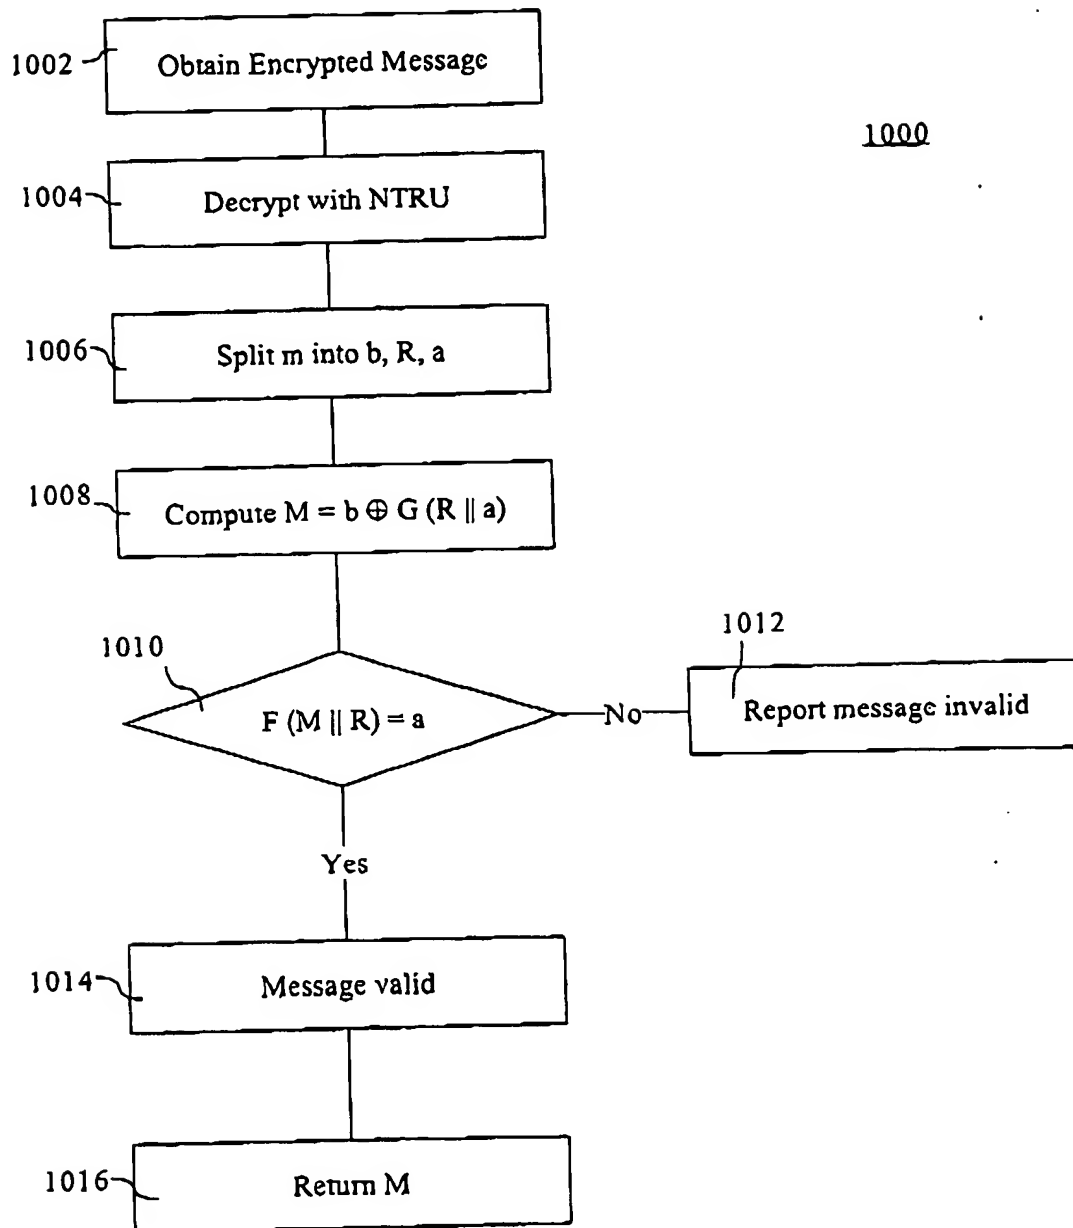 1002
Obtain Encrypted Message
1000
1004
Decrypt with NTRU
1006
Split m into b, R, a
1008
Compute M = b ⊕ G (R || a)
1010
F (M || R) = a
No
1012
Report message invalid
Yes
1014
Message valid
1016
Return M